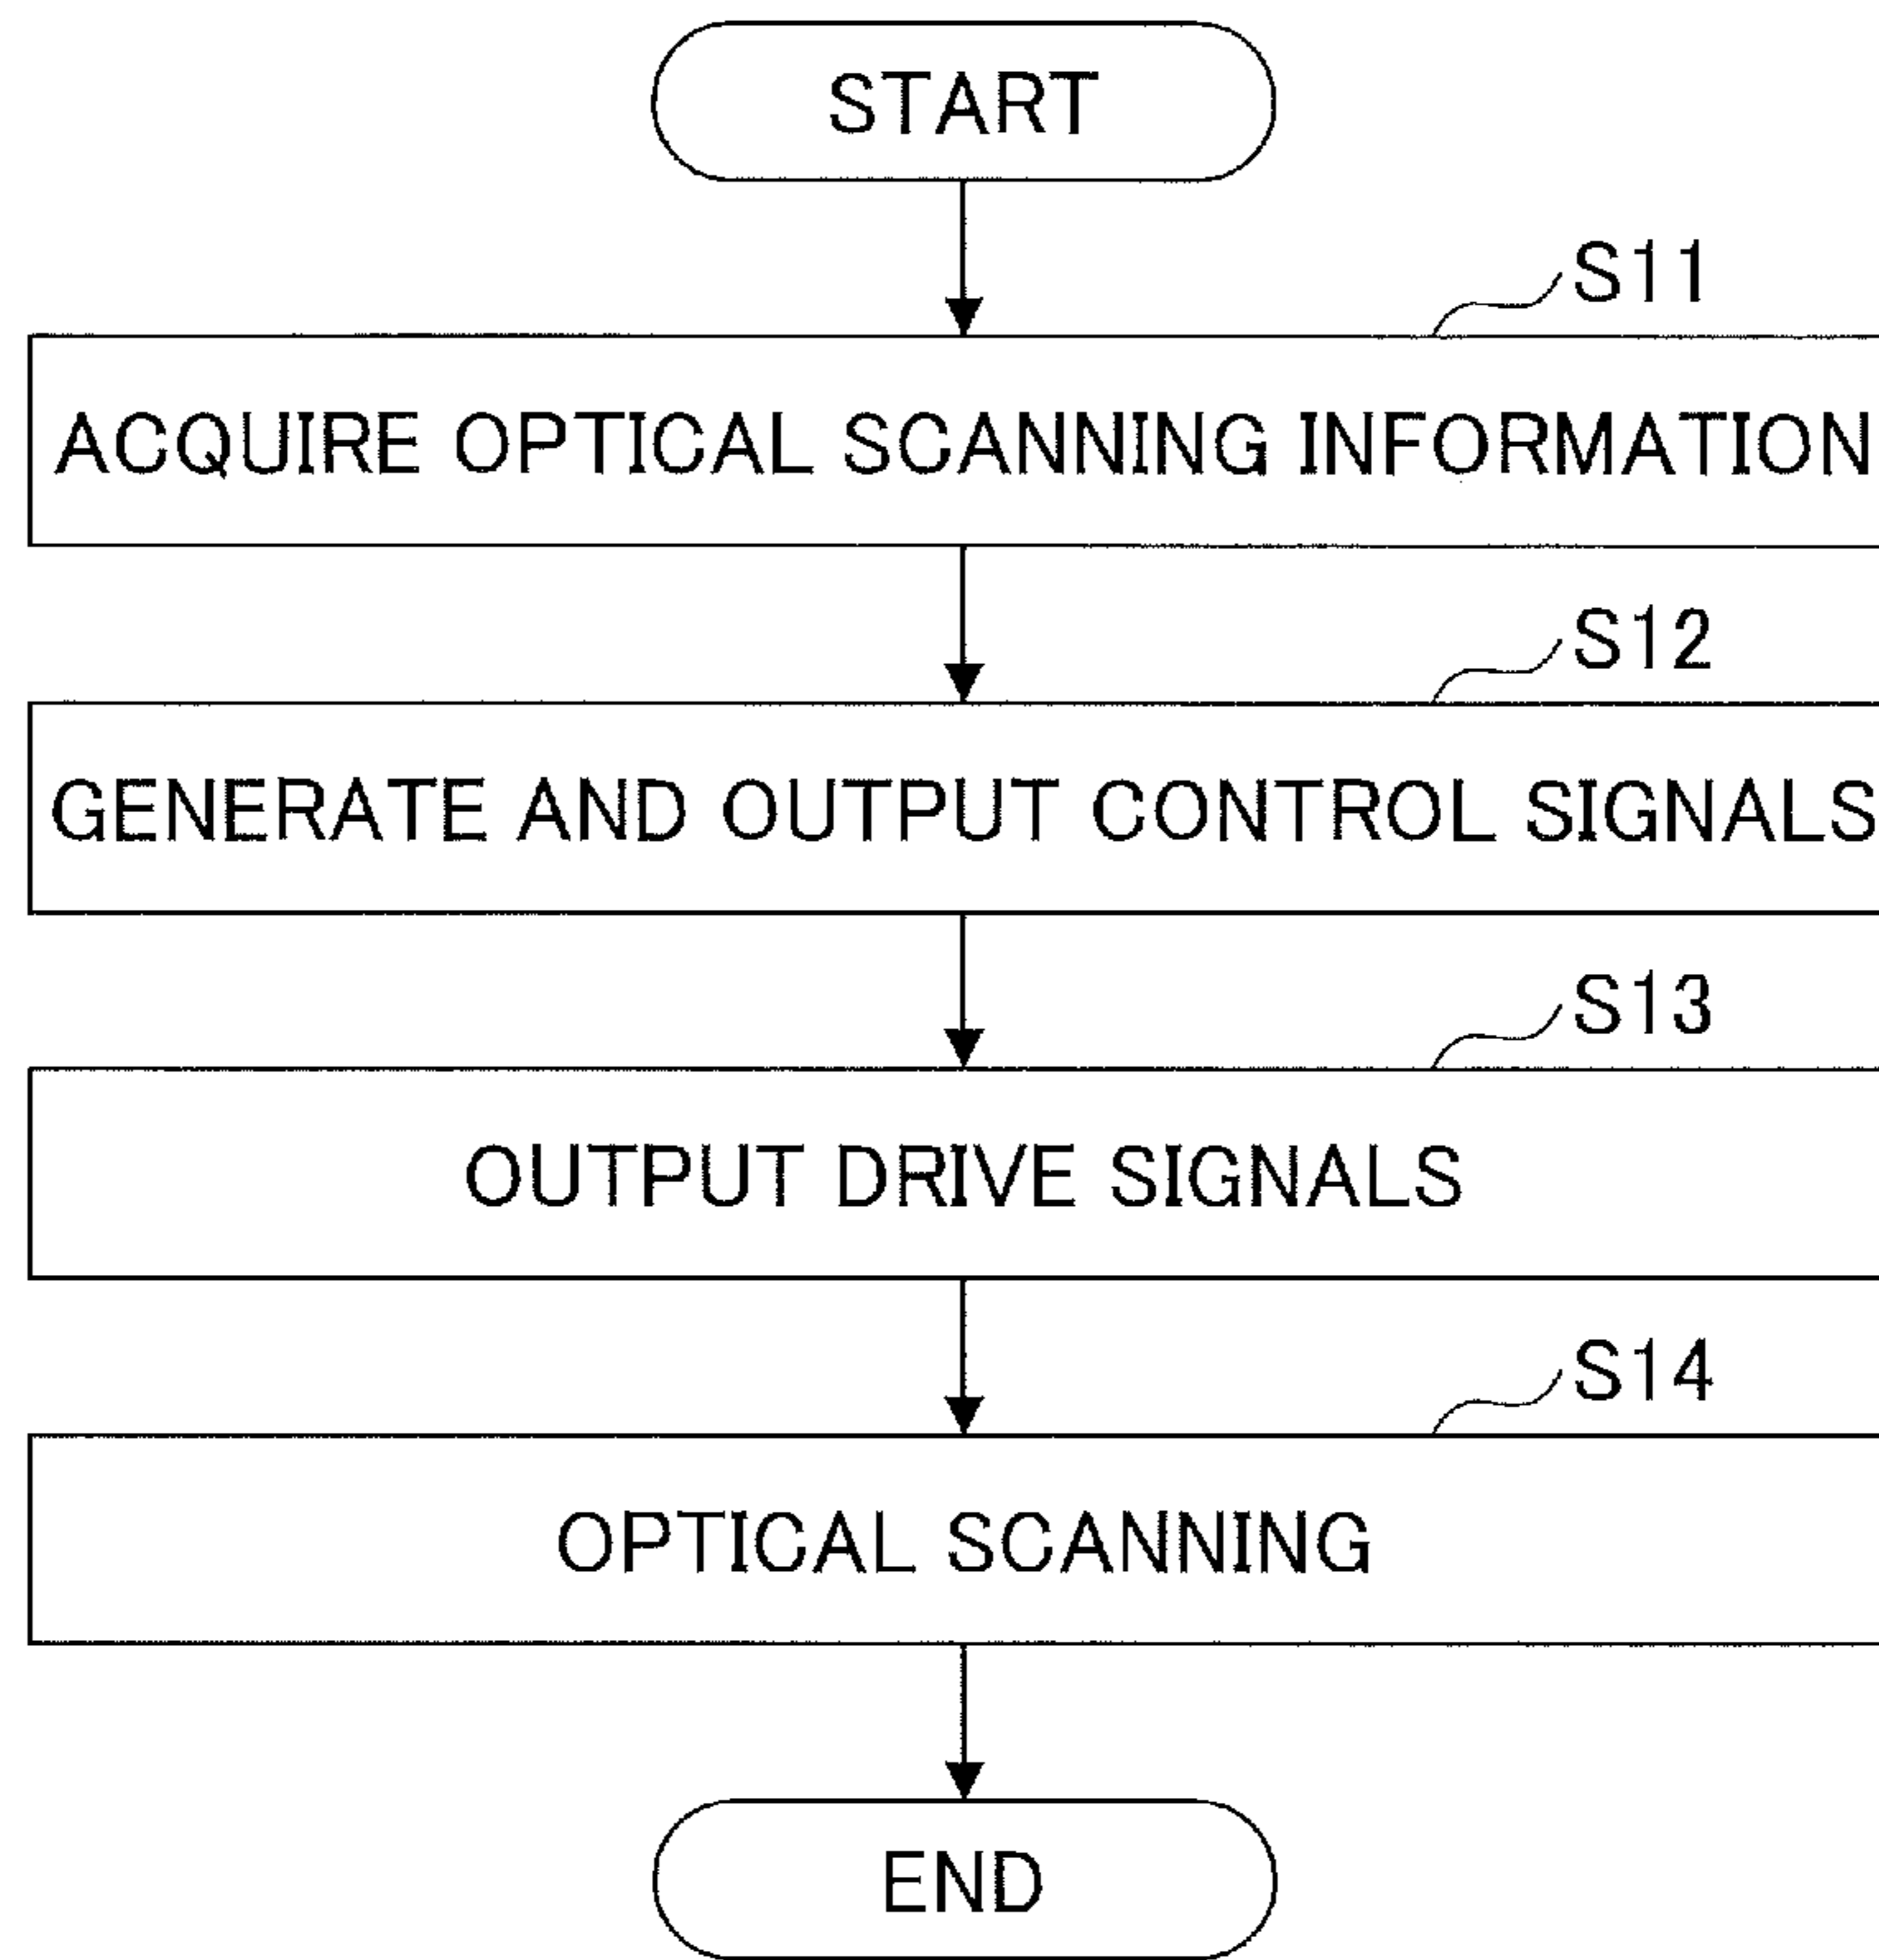 START
S11
ACQUIRE OPTICAL SCANNING INFORMATION
S12
GENERATE AND OUTPUT CONTROL SIGNALS
S13
OUTPUT DRIVE SIGNALS
S14
OPTICAL SCANNING
END